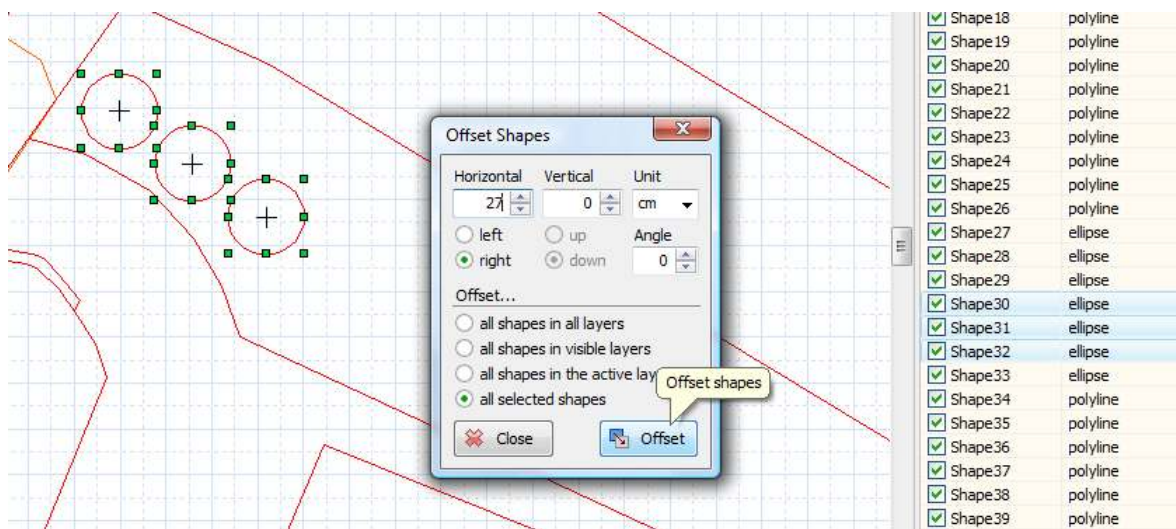 Offset Shapes
Horizontal Vertical Unit
27 0 cm
left up Angle
right down 0
Offset...
all shapes in all layers
all shapes in visible layers
all shapes in the active lay
Offset shapes
all selected shapes
Close Offset
Shape18 polyline
Shape19 polyline
Shape20 polyline
Shape21 polyline
Shape22 polyline
Shape23 polyline
Shape24 polyline
Shape25 polyline
Shape26 polyline
Shape27 ellipse
Shape28 ellipse
Shape29 ellipse
Shape30 ellipse
Shape31 ellipse
Shape32 ellipse
Shape33 ellipse
Shape34 polyline
Shape35 polyline
Shape36 polyline
Shape37 polyline
Shape38 polyline
Shape39 polyline